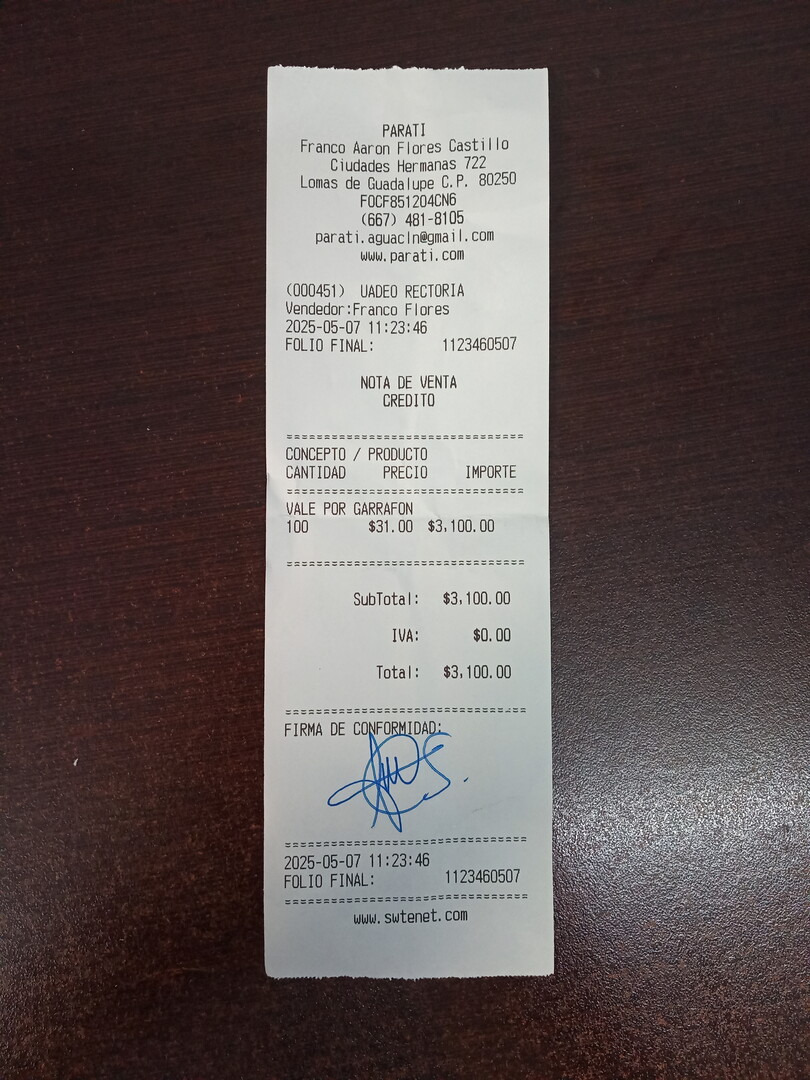 PARATI
Franco Aaron Flores Castillo
Ciudades Hermanas 722
Lomas de Guadalupe C.P. 80250
FOCF851204CN6
(667) 481-8105
parati.aguacln@gmail.com
www.parati.com
(000451) UADEO RECTORIA
Vendedor:Franco Flores
2025-05-07 11:23:46
FOLIO FINAL: 1123460507
NOTA DE VENTA
CREDITO
================================
CONCEPTO / PRODUCTO
CANTIDAD PRECIO IMPORTE
================================
VALE POR GARRAFON
100 $31.00 $3,100.00
================================
SubTotal: $3,100.00
IVA: $0.00
Total: $3,100.00
================================
FIRMA DE CONFORMIDAD:
================================
2025-05-07 11:23:46
FOLIO FINAL: 1123460507
================================
www.swtenet.com